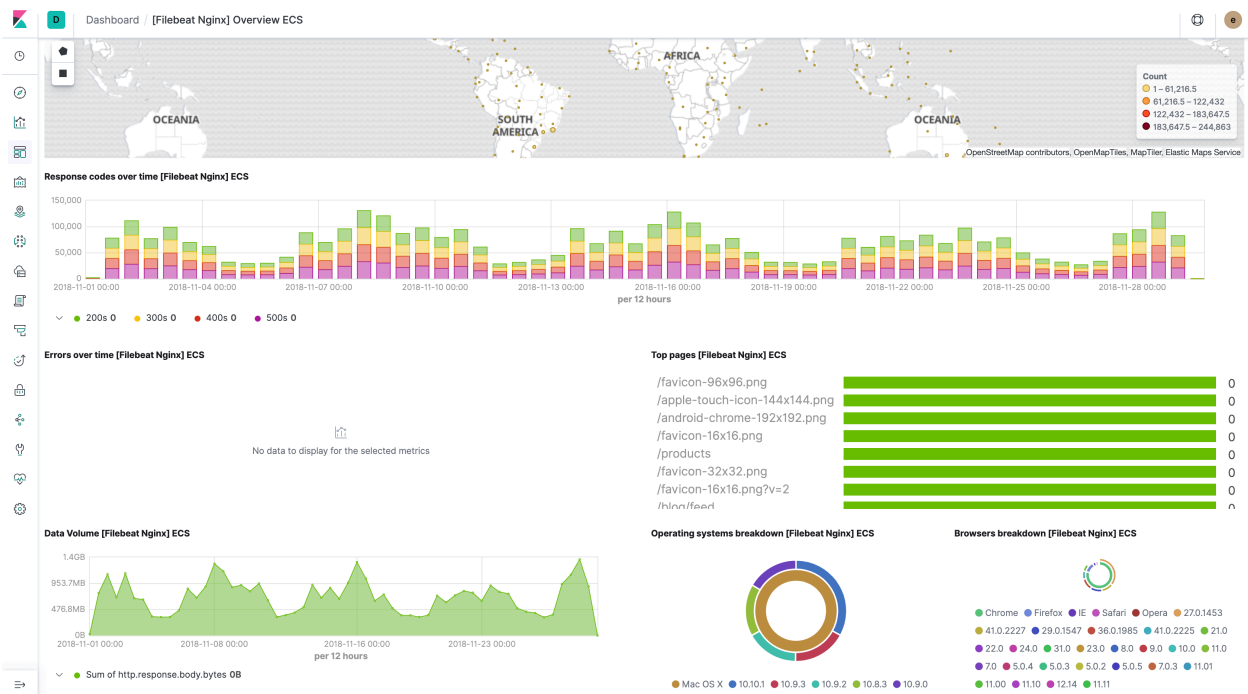 D Dashboard / [Filebeat Nginx] Overview ECS e
AFRICA
OCEANIA
SOUTH
AMERICA
OCEANIA
Count
1 – 61,216.5
61,216.5 – 122,432
122,432 – 183,647.5
183,647.5 – 244,863
OpenStreetMap contributors, OpenMapTiles, MapTiler, Elastic Maps Service
Response codes over time [Filebeat Nginx] ECS
150,000
100,000
50,000
0
2018-11-01 00:00 2018-11-04 00:00 2018-11-07 00:00 2018-11-10 00:00 2018-11-13 00:00 2018-11-16 00:00 2018-11-19 00:00 2018-11-22 00:00 2018-11-25 00:00 2018-11-28 00:00
per 12 hours
200s 0 300s 0 400s 0 500s 0
Errors over time [Filebeat Nginx] ECS
No data to display for the selected metrics
Top pages [Filebeat Nginx] ECS
/favicon-96x96.png 0
/apple-touch-icon-144x144.png 0
/android-chrome-192x192.png 0
/favicon-16x16.png 0
/products 0
/favicon-32x32.png 0
/favicon-16x16.png?v=2 0
/blog/feed 0
Data Volume [Filebeat Nginx] ECS
1.4GB
953.7MB
476.8MB
0B
2018-11-01 00:00 2018-11-08 00:00 2018-11-16 00:00 2018-11-23 00:00
per 12 hours
Sum of http.response.body.bytes 0B
Operating systems breakdown [Filebeat Nginx] ECS
Mac OS X 10.10.1 10.9.3 10.9.2 10.8.3 10.9.0
Browsers breakdown [Filebeat Nginx] ECS
Chrome Firefox IE Safari Opera 27.0.1453
41.0.2227 29.0.1547 36.0.1985 41.0.2225 21.0
22.0 24.0 31.0 23.0 8.0 9.0 10.0 11.0
7.0 5.0.4 5.0.3 5.0.2 5.0.5 7.0.3 11.01
11.00 11.10 12.14 11.11